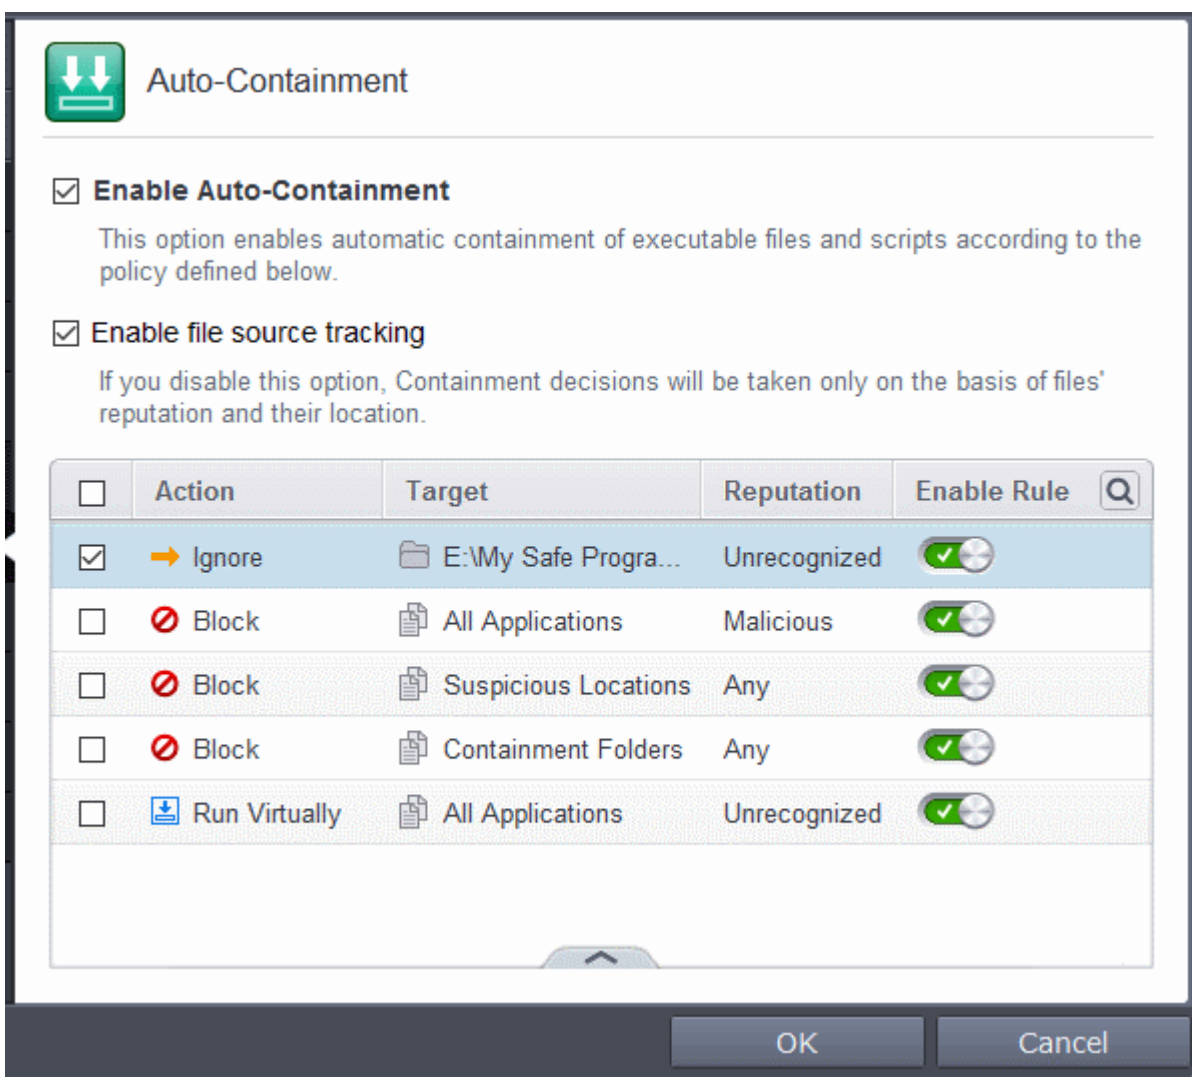 Auto-Containment
Enable Auto-Containment
This option enables automatic containment of executable files and scripts according to the
policy defined below.
Enable file source tracking
If you disable this option, Containment decisions will be taken only on the basis of files'
reputation and their location.
Action Target Reputation Enable Rule
Ignore E:\My Safe Progra... Unrecognized
Block All Applications Malicious
Block Suspicious Locations Any
Block Containment Folders Any
Run Virtually All Applications Unrecognized
OK Cancel